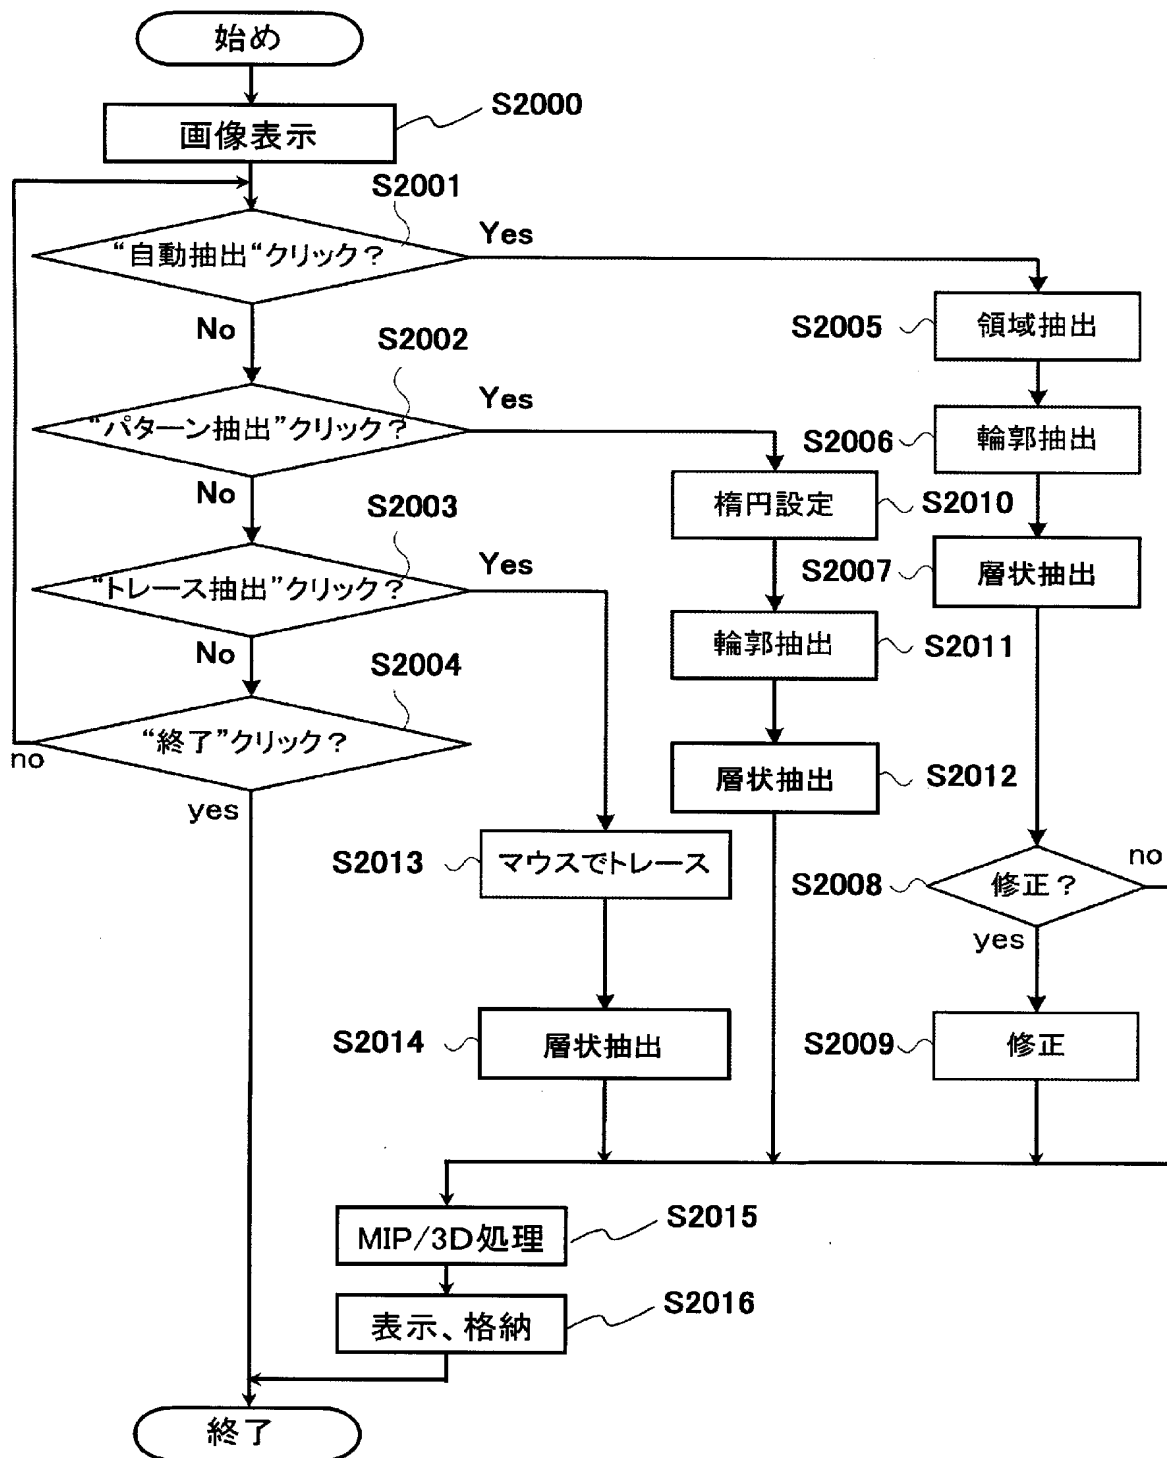 始め
S2000
画像表示
S2001
“自動抽出“クリック？
Yes
No
S2005
領域抽出
S2002
“パターン抽出”クリック？
Yes
No
S2006
輪郭抽出
楕円設定
S2010
S2003
“トレース抽出”クリック？
Yes
No
S2007
層状抽出
輪郭抽出
S2011
S2004
“終了”クリック？
no
yes
層状抽出
S2012
S2013
マウスでトレース
S2008
修正？
no
yes
S2014
層状抽出
S2009
修正
MIP/3D処理
S2015
表示、格納
S2016
終了